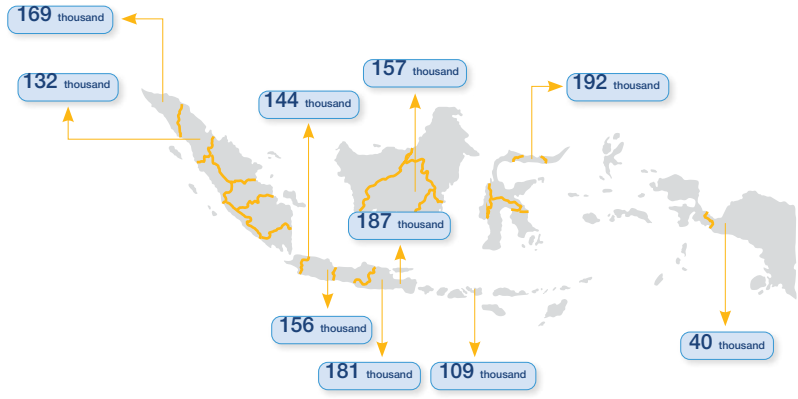 169 thousand
132 thousand
144 thousand
157 thousand
192 thousand
187 thousand
156 thousand
181 thousand
109 thousand
40 thousand